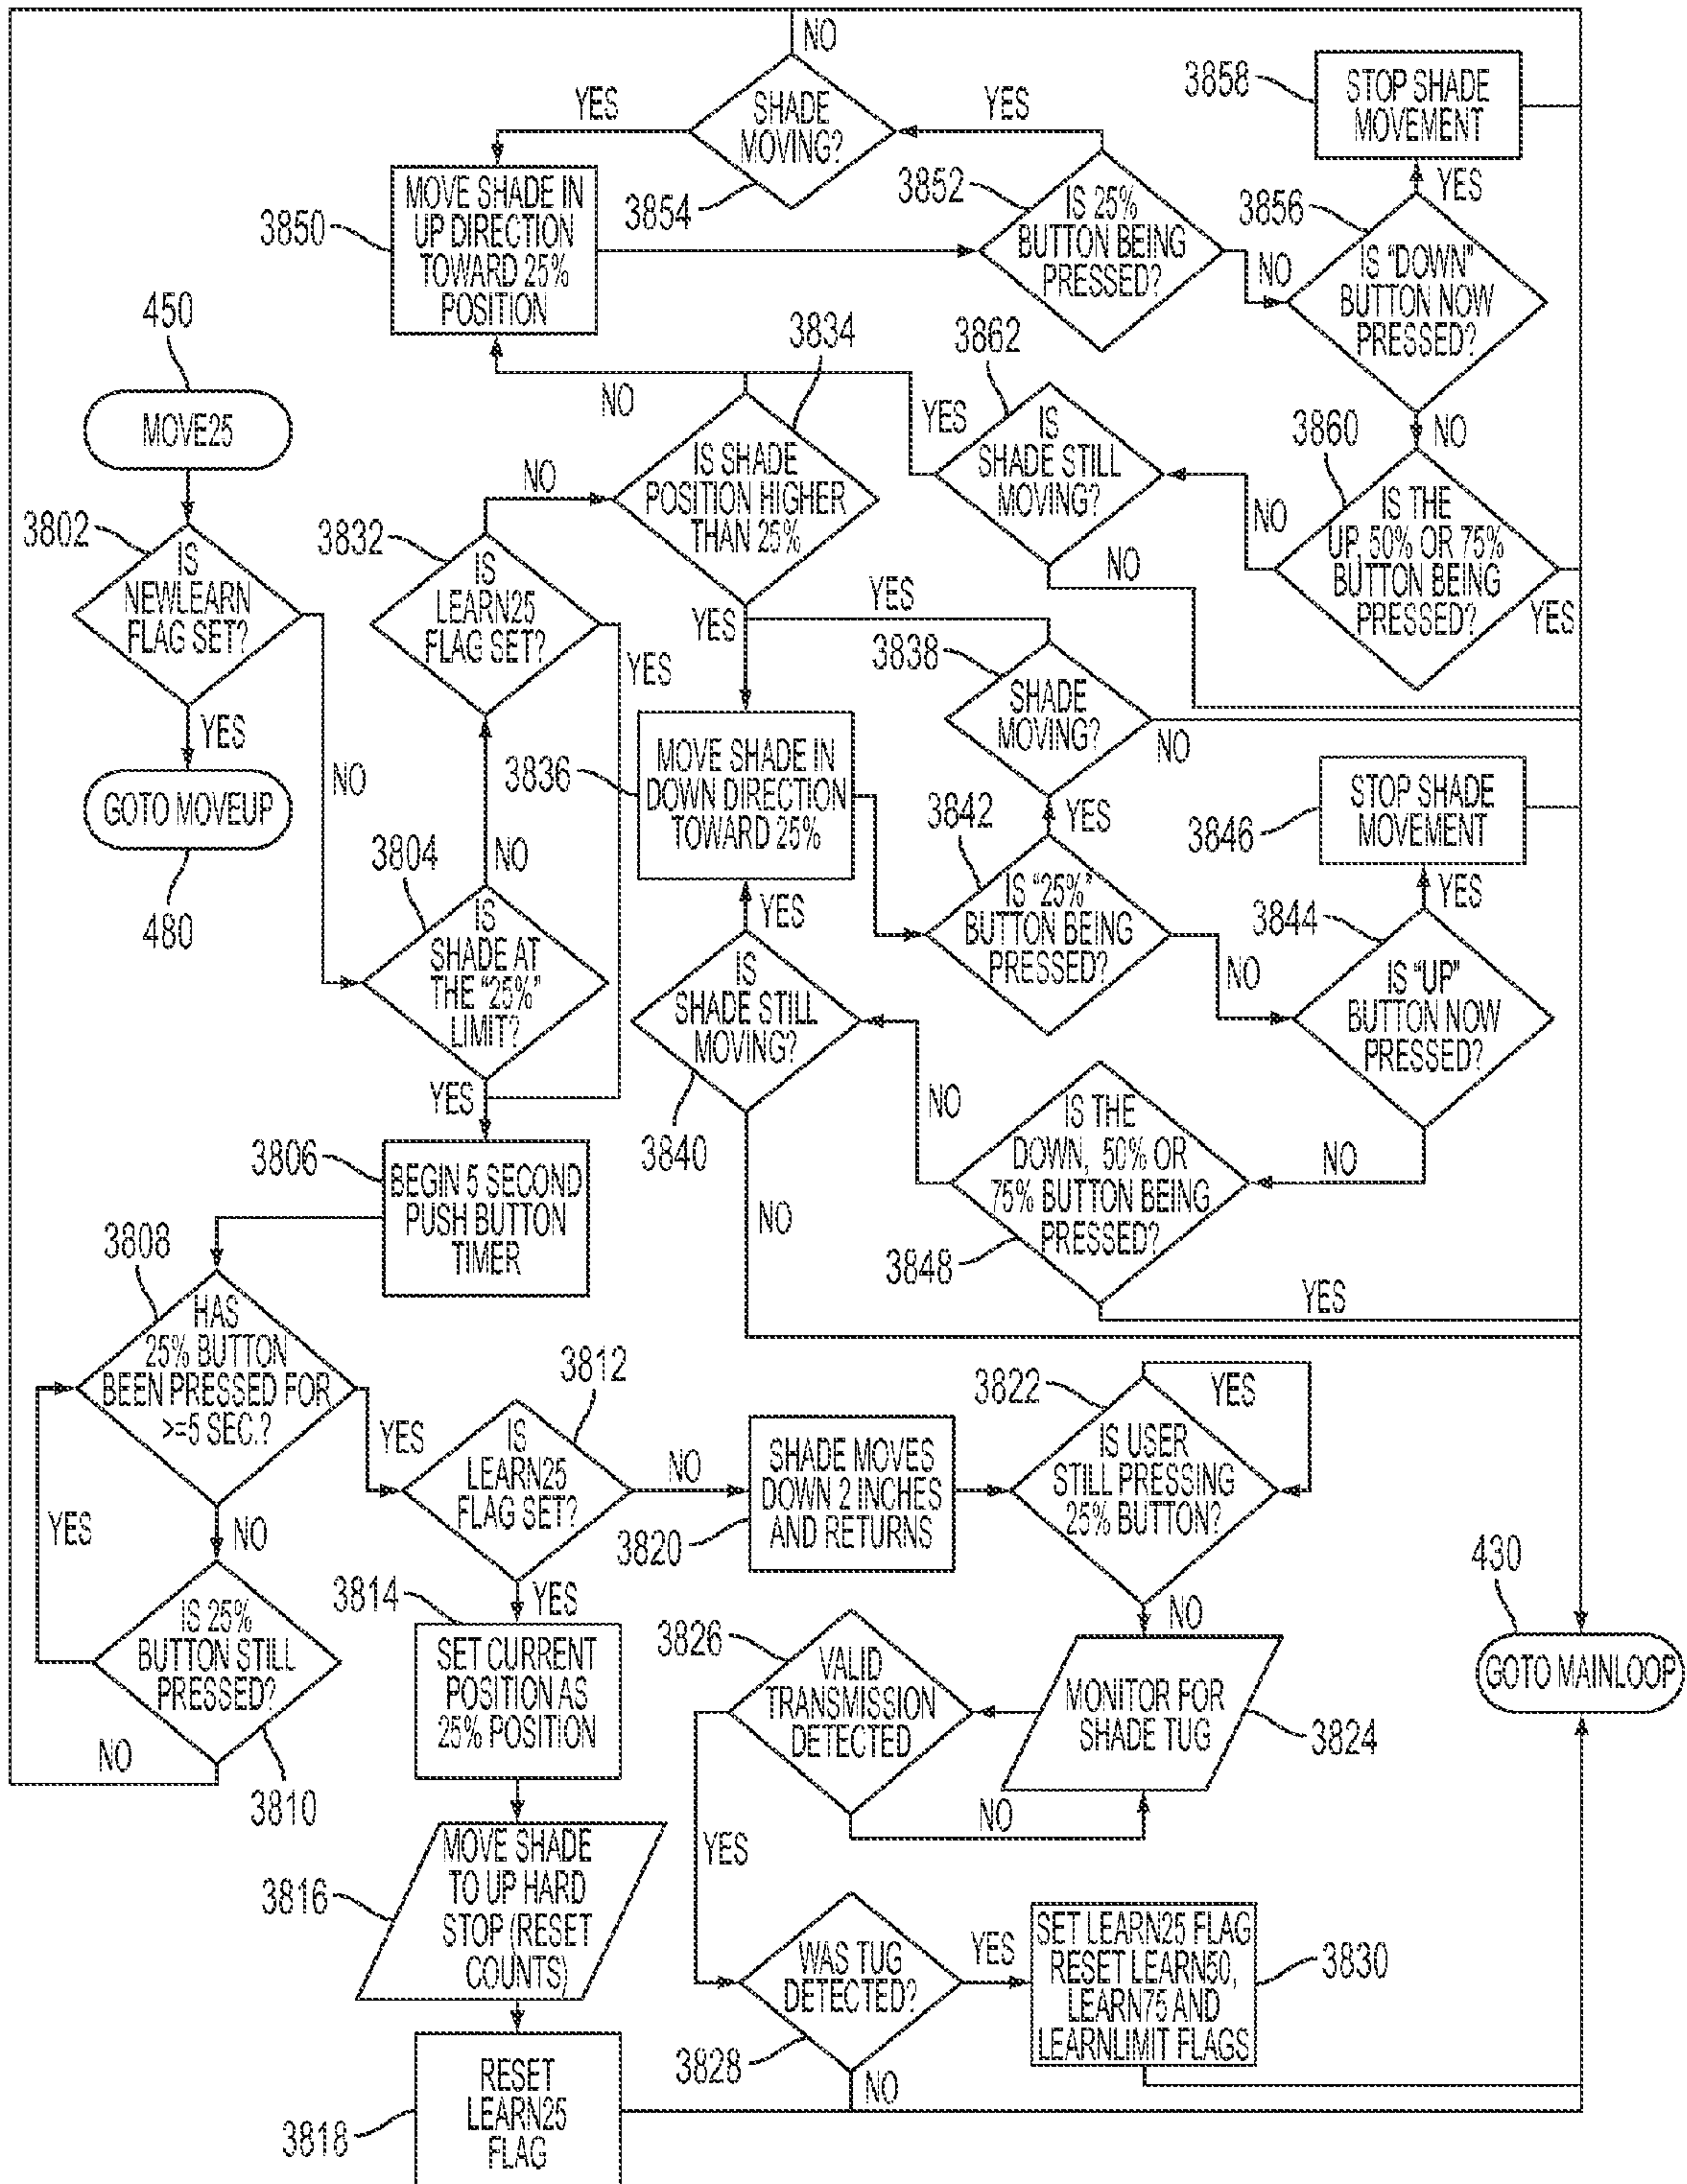 NO
3858
STOP SHADE
MOVEMENT
YES
SHADE
MOVING?
YES
3854
3850
MOVE SHADE IN
UP DIRECTION
TOWARD 25%
POSITION
3852
IS 25%
BUTTON BEING
PRESSED?
NO
3856
YES
IS "DOWN"
BUTTON NOW
PRESSED?
NO
450
MOVE25
3802
IS
NEWLEARN
FLAG SET?
YES
GOTO MOVEUP
480
NO
3832
IS
LEARN25
FLAG SET?
NO
YES
3834
NO
IS SHADE
POSITION HIGHER
THAN 25%
YES
3862
YES
IS
SHADE STILL
MOVING?
NO
3860
NO
IS THE
UP, 50% OR 75%
BUTTON BEING
PRESSED?
YES
YES
3838
SHADE
MOVING?
NO
3836
MOVE SHADE IN
DOWN DIRECTION
TOWARD 25%
3842
YES
IS "25%"
BUTTON BEING
PRESSED?
NO
3846
STOP SHADE
MOVEMENT
YES
3844
IS "UP"
BUTTON NOW
PRESSED?
NO
3804
NO
IS
SHADE AT
THE "25%"
LIMIT?
YES
YES
IS
SHADE STILL
MOVING?
3840
NO
NO
IS THE
DOWN, 50% OR
75% BUTTON BEING
PRESSED?
3848
YES
3806
BEGIN 5 SECOND
PUSH BUTTON
TIMER
3808
HAS
25% BUTTON
BEEN PRESSED FOR
>=5 SEC.?
YES
NO
YES
IS 25%
BUTTON STILL
PRESSED?
NO
3810
3812
IS
LEARN25
FLAG SET?
NO
YES
3814
SET CURRENT
POSITION AS
25% POSITION
3816
MOVE SHADE
TO UP HARD
STOP (RESET
COUNTS)
3818
RESET
LEARN25
FLAG
3820
SHADE MOVES
DOWN 2 INCHES
AND RETURNS
3822
YES
IS USER
STILL PRESSING
25% BUTTON?
NO
3826
VALID
TRANSMISSION
DETECTED
NO
YES
MONITOR FOR
SHADE TUG
3824
430
GOTO MAINLOOP
WAS TUG
DETECTED?
3828
YES
NO
SET LEARN25 FLAG
RESET LEARN50,
LEARN75 AND
LEARNLIMIT FLAGS
3830